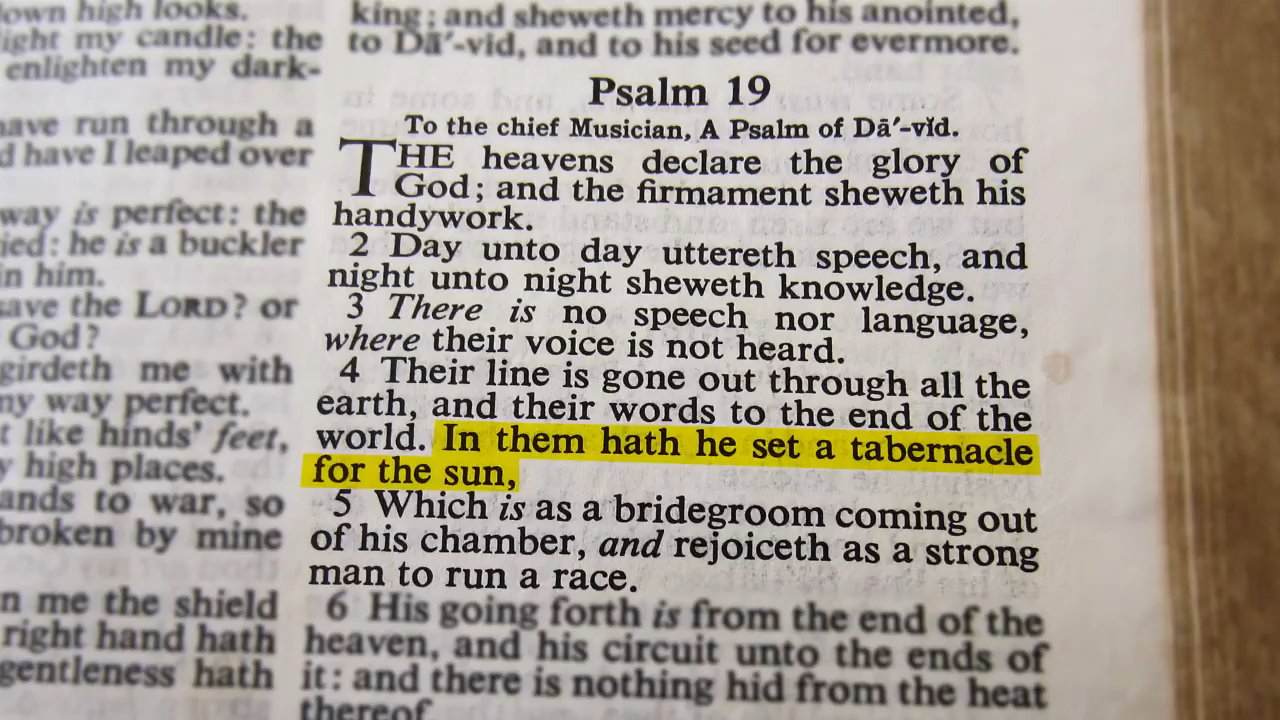 own high looks.
ight my candle: the
enlighten my dark-
have run through a
d have I leaped over
way is perfect: the
ied: he is a buckler
in him.
save the LORD? or
God?
girdeth me with
my way perfect.
t like hinds' feet,
y high places.
ands to war, so
broken by mine
n me the shield
right hand hath
gentleness hath
king; and sheweth mercy to his anointed,
to Dā′-vid, and to his seed for evermore.
Psalm 19
To the chief Musician, A Psalm of Dā′-vĭd.
THE heavens declare the glory of
God; and the firmament sheweth his
handywork.
2 Day unto day uttereth speech, and
night unto night sheweth knowledge.
3 There is no speech nor language,
where their voice is not heard.
4 Their line is gone out through all the
earth, and their words to the end of the
world. In them hath he set a tabernacle
for the sun,
5 Which is as a bridegroom coming out
of his chamber, and rejoiceth as a strong
man to run a race.
6 His going forth is from the end of the
heaven, and his circuit unto the ends of
it: and there is nothing hid from the heat
thereof.